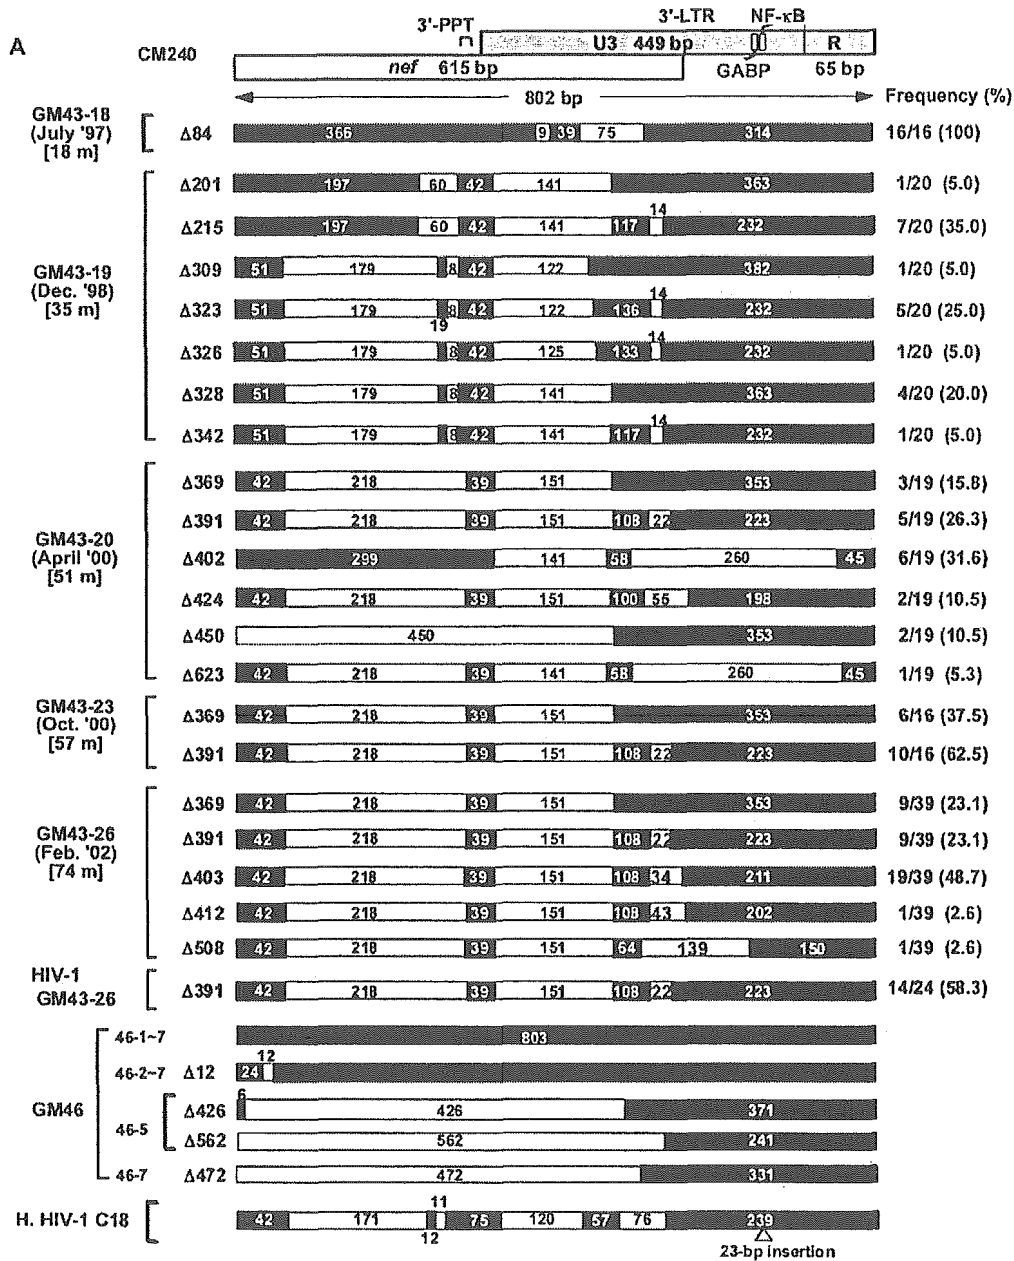 A
3'-PPT 3'-LTR NF-κB
CM240 U3 449 bp R
nef 615 bp GABP 65 bp
802 bp Frequency (%)
GM43-18
(July '97)
[18 m]
Δ84 366 9 39 75 314 16/16 (100)
GM43-19
(Dec. '98)
[35 m]
Δ201 197 60 42 141 363 1/20 (5.0)
14
Δ215 197 60 42 141 117 232 7/20 (35.0)
Δ309 51 179 8 42 122 382 1/20 (5.0)
14
Δ323 51 179 8 42 122 136 232 5/20 (25.0)
19 14
Δ326 51 179 8 42 125 133 232 1/20 (5.0)
Δ328 51 179 8 42 141 363 4/20 (20.0)
14
Δ342 51 179 8 42 141 117 232 1/20 (5.0)
GM43-20
(April '00)
[51 m]
Δ369 42 218 39 151 353 3/19 (15.8)
Δ391 42 218 39 151 108 22 223 5/19 (26.3)
Δ402 299 141 58 260 45 6/19 (31.6)
Δ424 42 218 39 151 100 55 198 2/19 (10.5)
Δ450 450 353 2/19 (10.5)
Δ623 42 218 39 141 58 260 45 1/19 (5.3)
GM43-23
(Oct. '00)
[57 m]
Δ369 42 218 39 151 353 6/16 (37.5)
Δ391 42 218 39 151 108 22 223 10/16 (62.5)
GM43-26
(Feb. '02)
[74 m]
Δ369 42 218 39 151 353 9/39 (23.1)
Δ391 42 218 39 151 108 22 223 9/39 (23.1)
Δ403 42 218 39 151 108 34 211 19/39 (48.7)
Δ412 42 218 39 151 108 43 202 1/39 (2.6)
Δ508 42 218 39 151 64 139 150 1/39 (2.6)
HIV-1
GM43-26
Δ391 42 218 39 151 108 22 223 14/24 (58.3)
GM46
46-1~7 803
12
46-2~7 Δ12 24
6
46-5
Δ426 426 371
Δ562 562 241
46-7 Δ472 472 331
11
H. HIV-1 C18 42 171 75 120 57 76 239
12
23-bp insertion